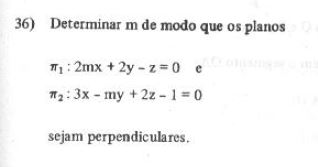 36) Determinar m de modo que os planos
π₁ : 2mx + 2y – z = 0 e
π₂ : 3x – my + 2z – 1 = 0
sejam perpendiculares.